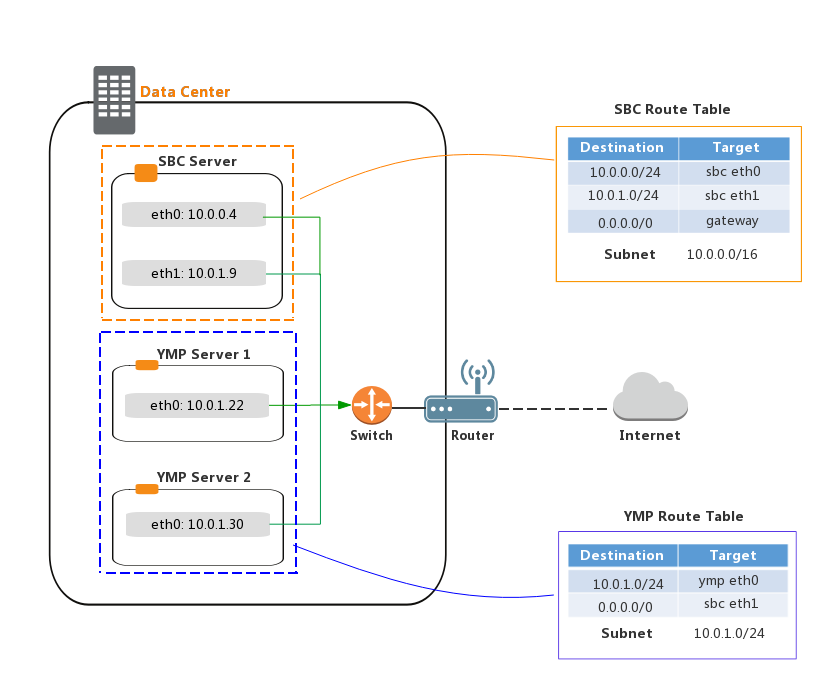 Data Center
SBC Server
eth0: 10.0.0.4
eth1: 10.0.1.9
YMP Server 1
eth0: 10.0.1.22
YMP Server 2
eth0: 10.0.1.30
Switch
Router
Internet
SBC Route Table
Destination Target
10.0.0.0/24 sbc eth0
10.0.1.0/24 sbc eth1
0.0.0.0/0 gateway
Subnet 10.0.0.0/16
YMP Route Table
Destination Target
10.0.1.0/24 ymp eth0
0.0.0.0/0 sbc eth1
Subnet 10.0.1.0/24